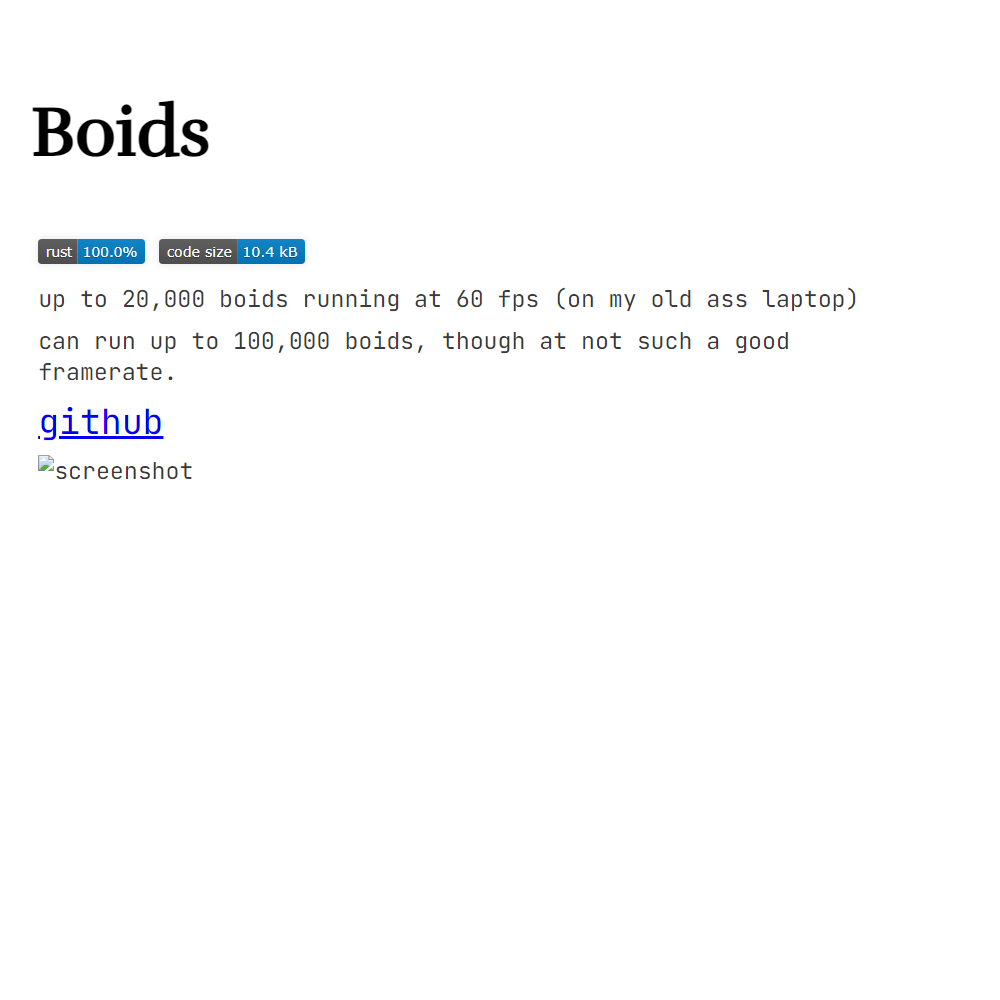 Boids
rust 100.0% code size 10.4 kB
up to 20,000 boids running at 60 fps (on my old ass laptop)
can run up to 100,000 boids, though at not such a good
framerate.
github
screenshot